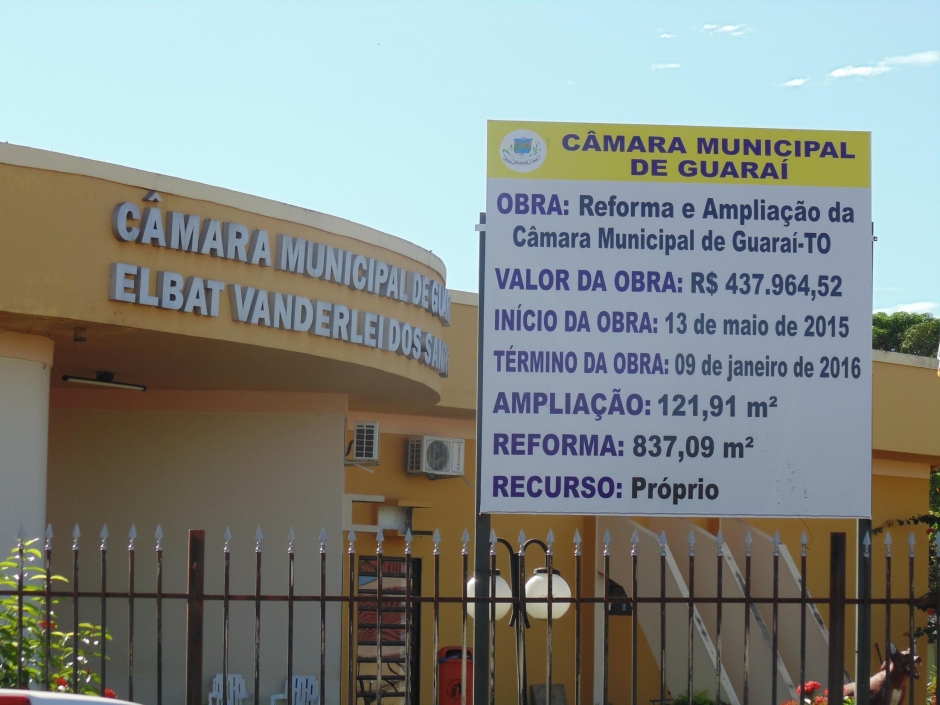 CÂMARA MUNICIPAL DE
ELBAT VANDERLEI DOS
CÂMARA MUNICIPAL
DE GUARAÍ
OBRA: Reforma e Ampliação da
Câmara Municipal de Guaraí-TO
VALOR DA OBRA: R$ 437.964,52
INÍCIO DA OBRA: 13 de maio de 2015
TÉRMINO DA OBRA: 09 de janeiro de 2016
AMPLIAÇÃO: 121,91 m²
REFORMA: 837,09 m²
RECURSO: Próprio